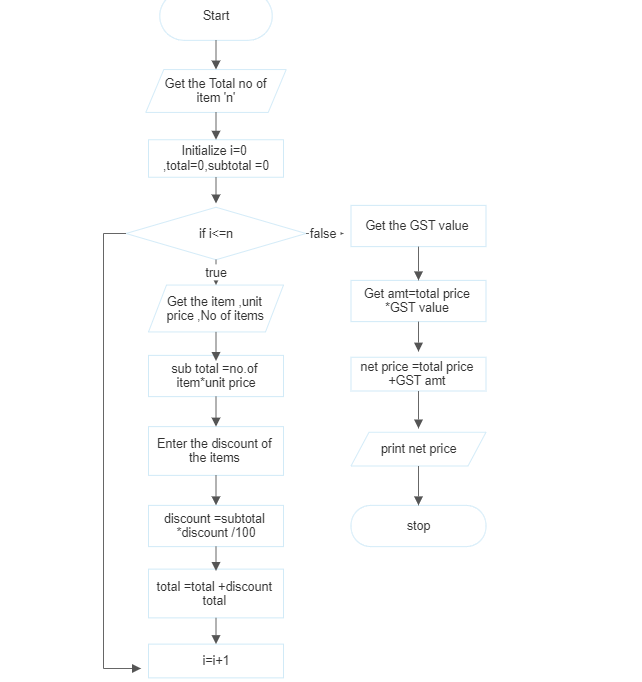 Start
Get the Total no of
item 'n'
Initialize i=0
,total=0,subtotal =0
if i<=n
false
true
Get the item ,unit
price ,No of items
sub total =no.of
item*unit price
Enter the discount of
the items
discount =subtotal
*discount /100
total =total +discount
total
i=i+1
Get the GST value
Get amt=total price
*GST value
net price =total price
+GST amt
print net price
stop